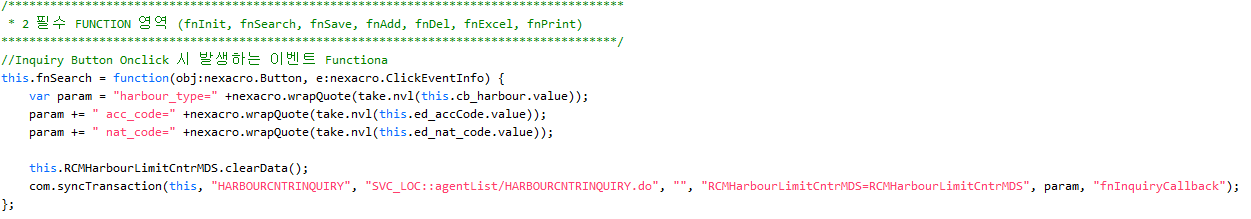 /****************************************************************************************
 * 2 필수 FUNCTION 영역 (fnInit, fnSearch, fnSave, fnAdd, fnDel, fnExcel, fnPrint)
****************************************************************************************/
//Inquiry Button Onclick 시 발생하는 이벤트 Functiona
this.fnSearch = function(obj:nexacro.Button, e:nexacro.ClickEventInfo) {
    var param = "harbour_type=" +nexacro.wrapQuote(take.nvl(this.cb_harbour.value));
    param += " acc_code=" +nexacro.wrapQuote(take.nvl(this.ed_accCode.value));
    param += " nat_code=" +nexacro.wrapQuote(take.nvl(this.ed_nat_code.value));

    this.RCMHarbourLimitCntrMDS.clearData();
    com.syncTransaction(this, "HARBOURCNTRINQUIRY", "SVC_LOC::agentList/HARBOURCNTRINQUIRY.do", "", "RCMHarbourLimitCntrMDS=RCMHarbourLimitCntrMDS", param, "fnInquiryCallback");
};